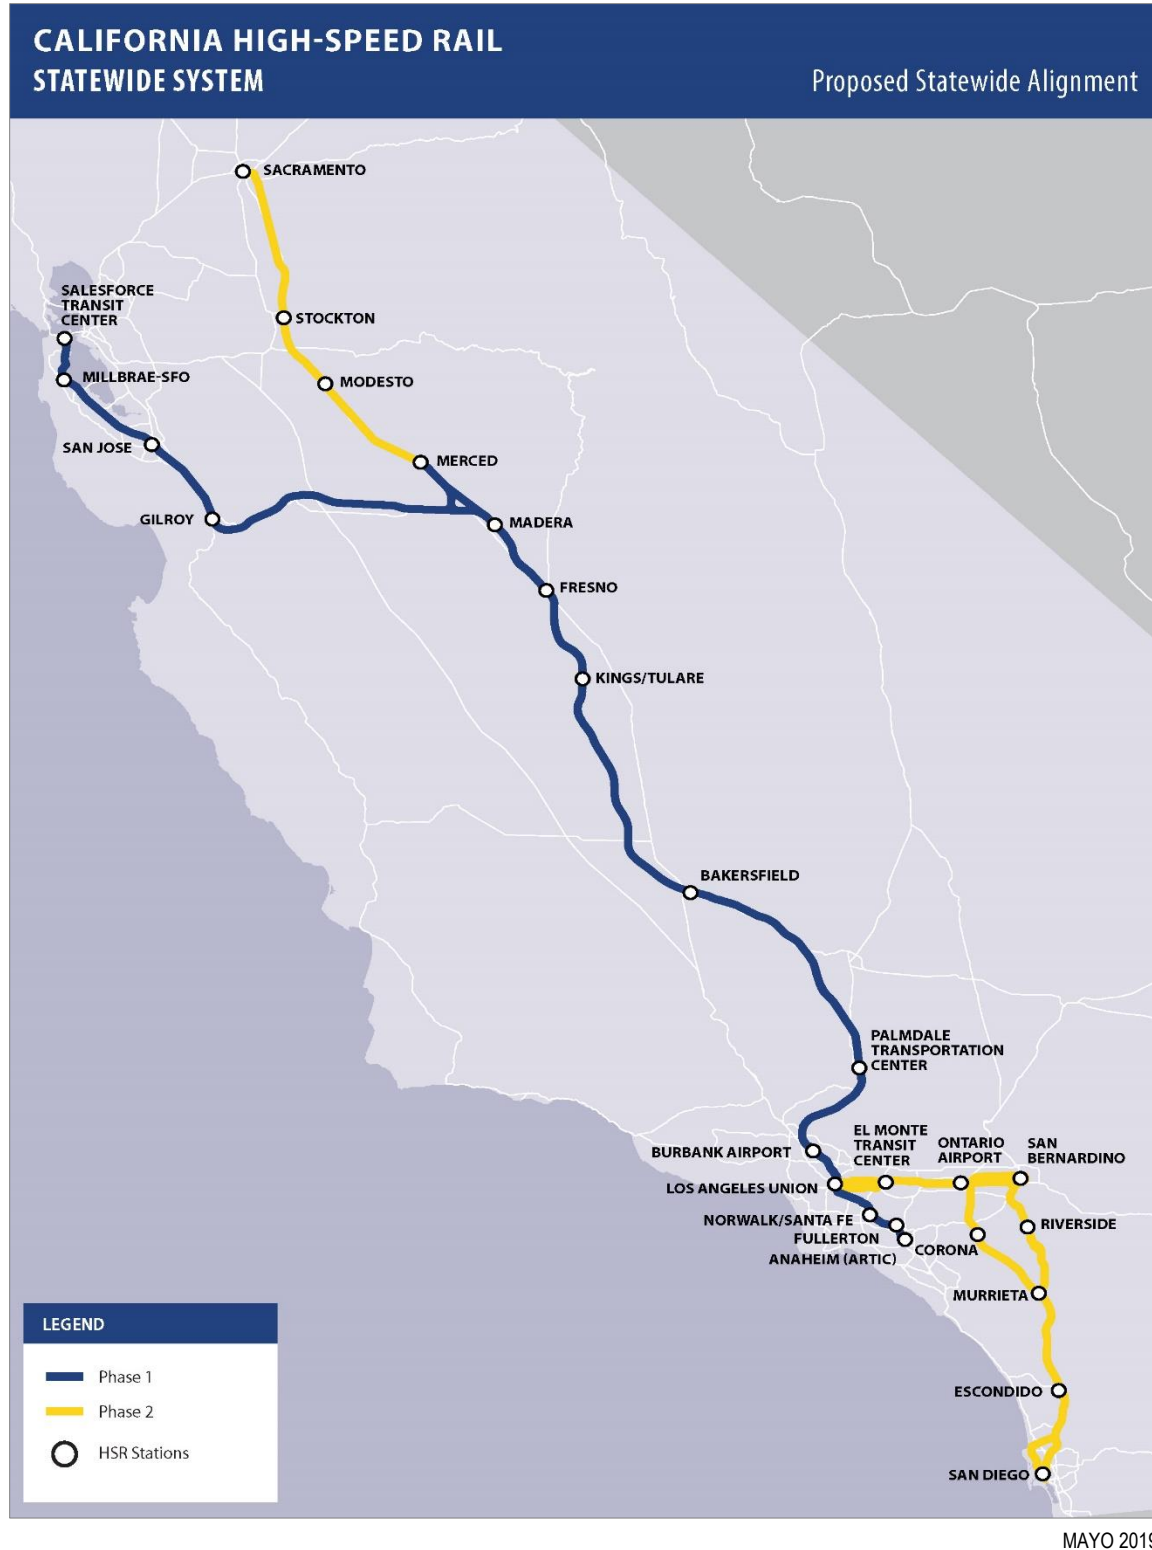 CALIFORNIA HIGH-SPEED RAIL
STATEWIDE SYSTEM
Proposed Statewide Alignment
SACRAMENTO
SALESFORCE
TRANSIT
CENTER
STOCKTON
MILLBRAE-SFO
MODESTO
SAN JOSE
MERCED
GILROY
MADERA
FRESNO
KINGS/TULARE
BAKERSFIELD
PALMDALE
TRANSPORTATION
CENTER
BURBANK AIRPORT
EL MONTE
TRANSIT
CENTER
ONTARIO
AIRPORT
SAN
BERNARDINO
LOS ANGELES UNION
NORWALK/SANTA FE
FULLERTON
ANAHEIM (ARTIC)
CORONA
RIVERSIDE
MURRIETA
ESCONDIDO
SAN DIEGO
LEGEND
Phase 1
Phase 2
HSR Stations
MAYO 2019